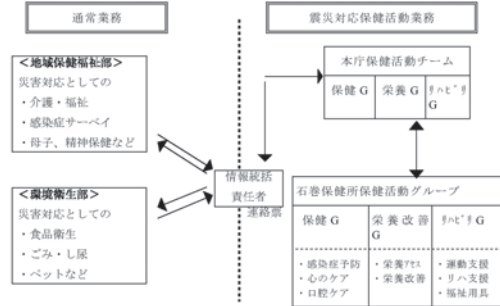 通常業務
震災対応保健活動業務
＜地域保健福祉部＞
災害対応としての
・介護・福祉
・感染症サーベイ
・母子、精神保健など
本庁保健活動チーム
保健 G
栄養 G
ﾘﾊﾋﾞﾘ
G
情報統括
責任者
連絡票
＜環境衛生部＞
災害対応としての
・食品衛生
・ごみ・し尿
・ペットなど
石巻保健所保健活動グループ
保健 G
栄養改善
G
ﾘﾊﾋﾞﾘ G
・感染症予防
・心のケア
・口腔ケア
・栄養ｱｾｽ
・栄養改善
・運動支援
・リハ支援
・福祉用具